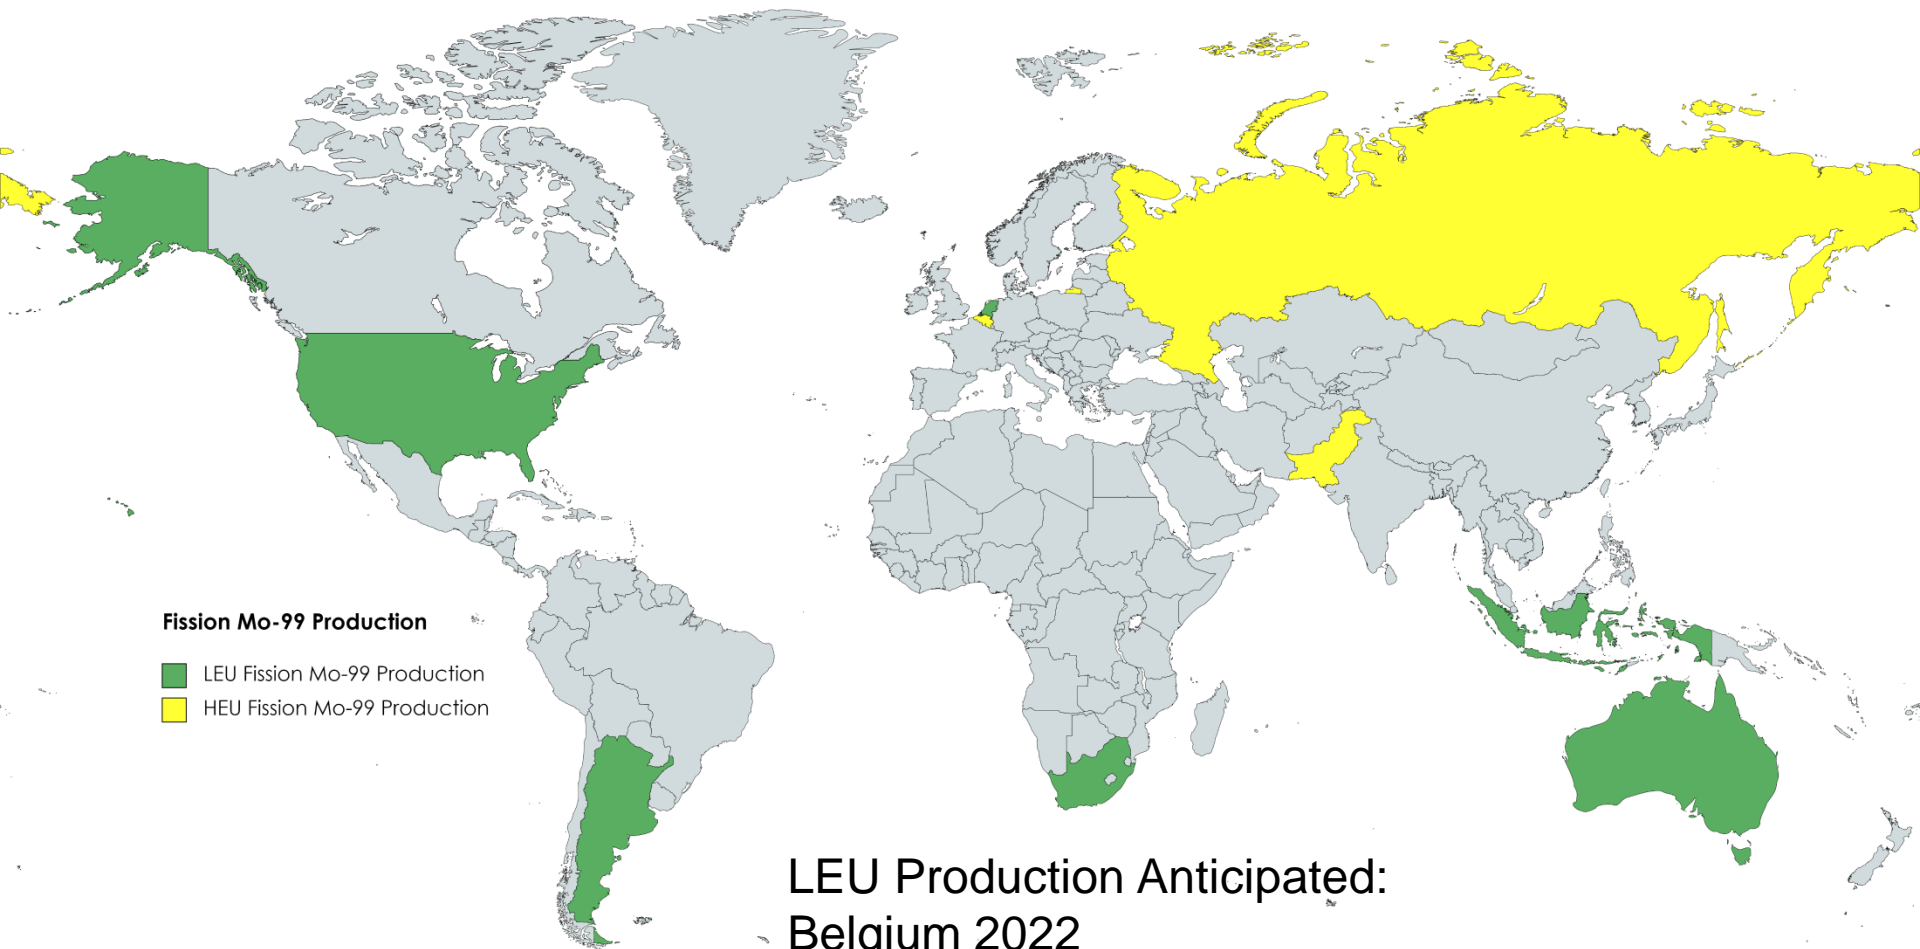 Fission Mo-99 Production
LEU Fission Mo-99 Production
HEU Fission Mo-99 Production
LEU Production Anticipated:
Belgium 2022